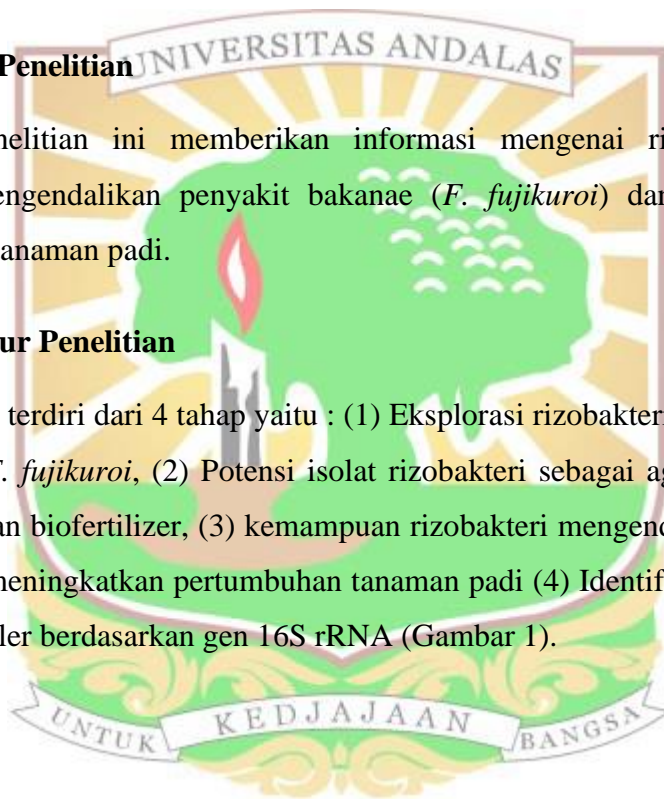 UNIVERSITAS ANDALAS
Penelitian
nelitian ini memberikan informasi mengenai ri
engendalikan penyakit bakanae (F. fujikuroi) dar
anaman padi.
ur Penelitian
terdiri dari 4 tahap yaitu : (1) Eksplorasi rizobakteri
F. fujikuroi, (2) Potensi isolat rizobakteri sebagai ag
an biofertilizer, (3) kemampuan rizobakteri mengend
meningkatkan pertumbuhan tanaman padi (4) Identif
ler berdasarkan gen 16S rRNA (Gambar 1).
UNTUK KEDJAJAAN BANGSA